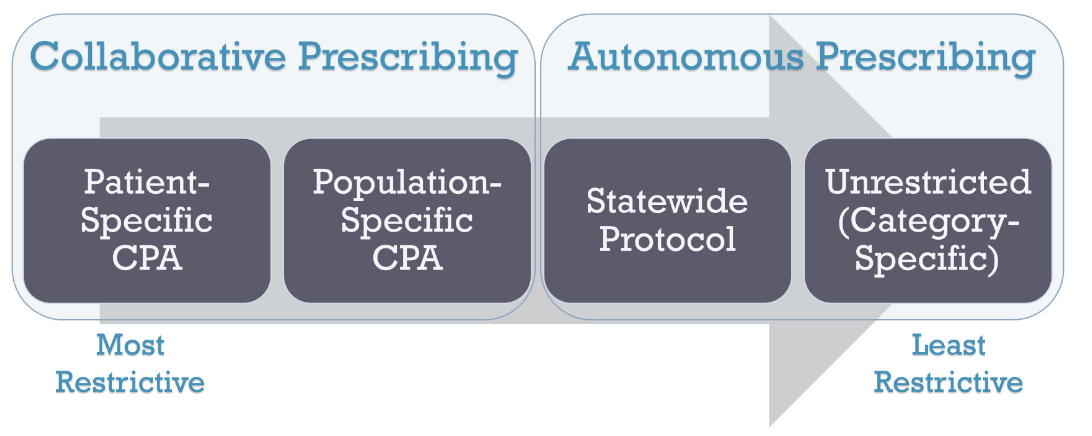 Collaborative Prescribing
Autonomous Prescribing
Patient-
Specific
CPA
Population-
Specific
CPA
Statewide
Protocol
Unrestricted
(Category-
Specific)
Most
Restrictive
Least
Restrictive